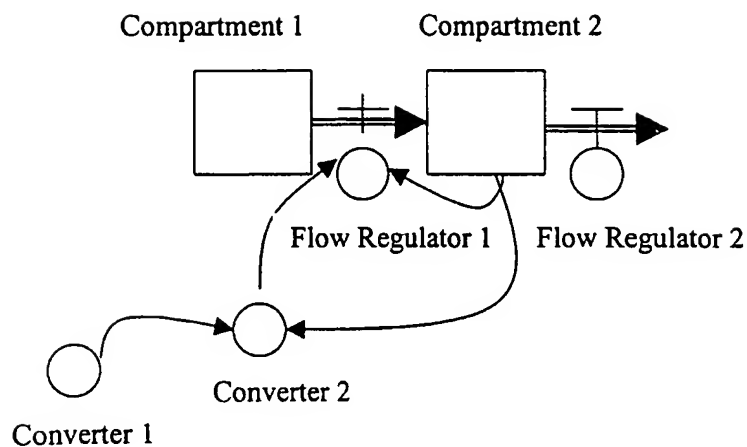 Compartment 1
Compartment 2
Flow Regulator 1
Flow Regulator 2
Converter 2
Converter 1